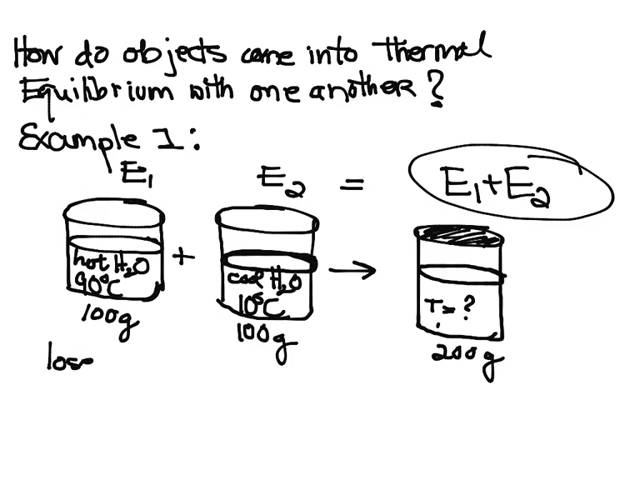 How do objects come into thermal
Equilibrium with one another?
Example 1:
E₁ E₂ = E₁+E₂
hot H₂O + cool H₂O →
90°C 10°C T = ?
100g 100g 200g
lose